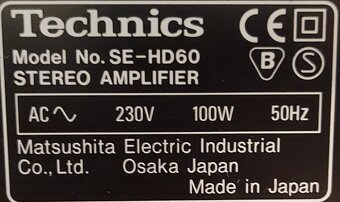 Technics CE
Model No. SE-HD60
STEREO AMPLIFIER B S
AC 230V 100W 50Hz
Matsushita Electric Industrial
Co.,Ltd. Osaka Japan
Made in Japan